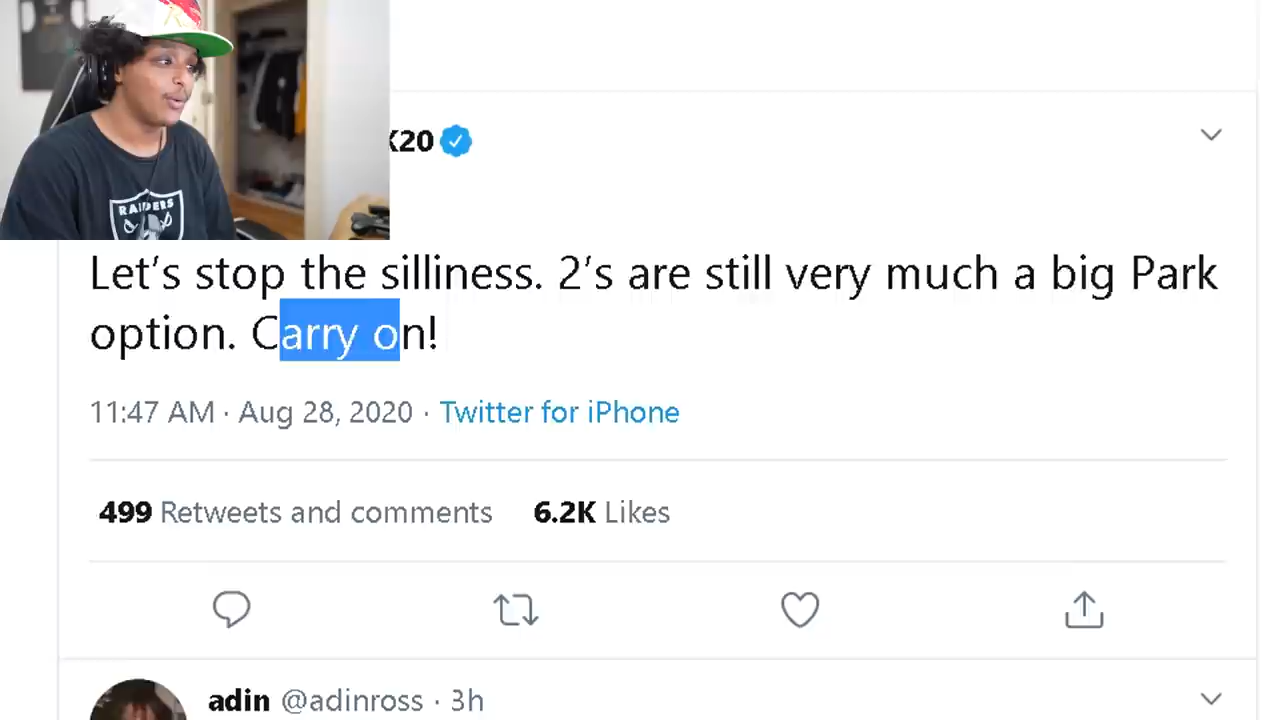 RAIDERS
K20
Let's stop the silliness. 2's are still very much a big Park
option. Carry on!
11:47 AM · Aug 28, 2020 · Twitter for iPhone
499 Retweets and comments 6.2K Likes
adin @adinross · 3h